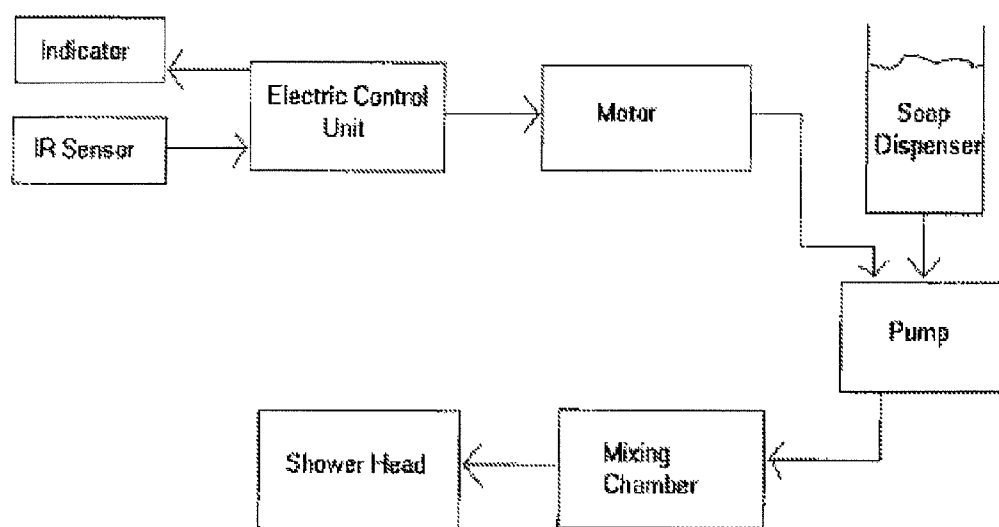 Indicator
IR Sensor
Electric Control
Unit
Motor
Soap
Dispenser
Pump
Mixing
Chamber
Shower Head